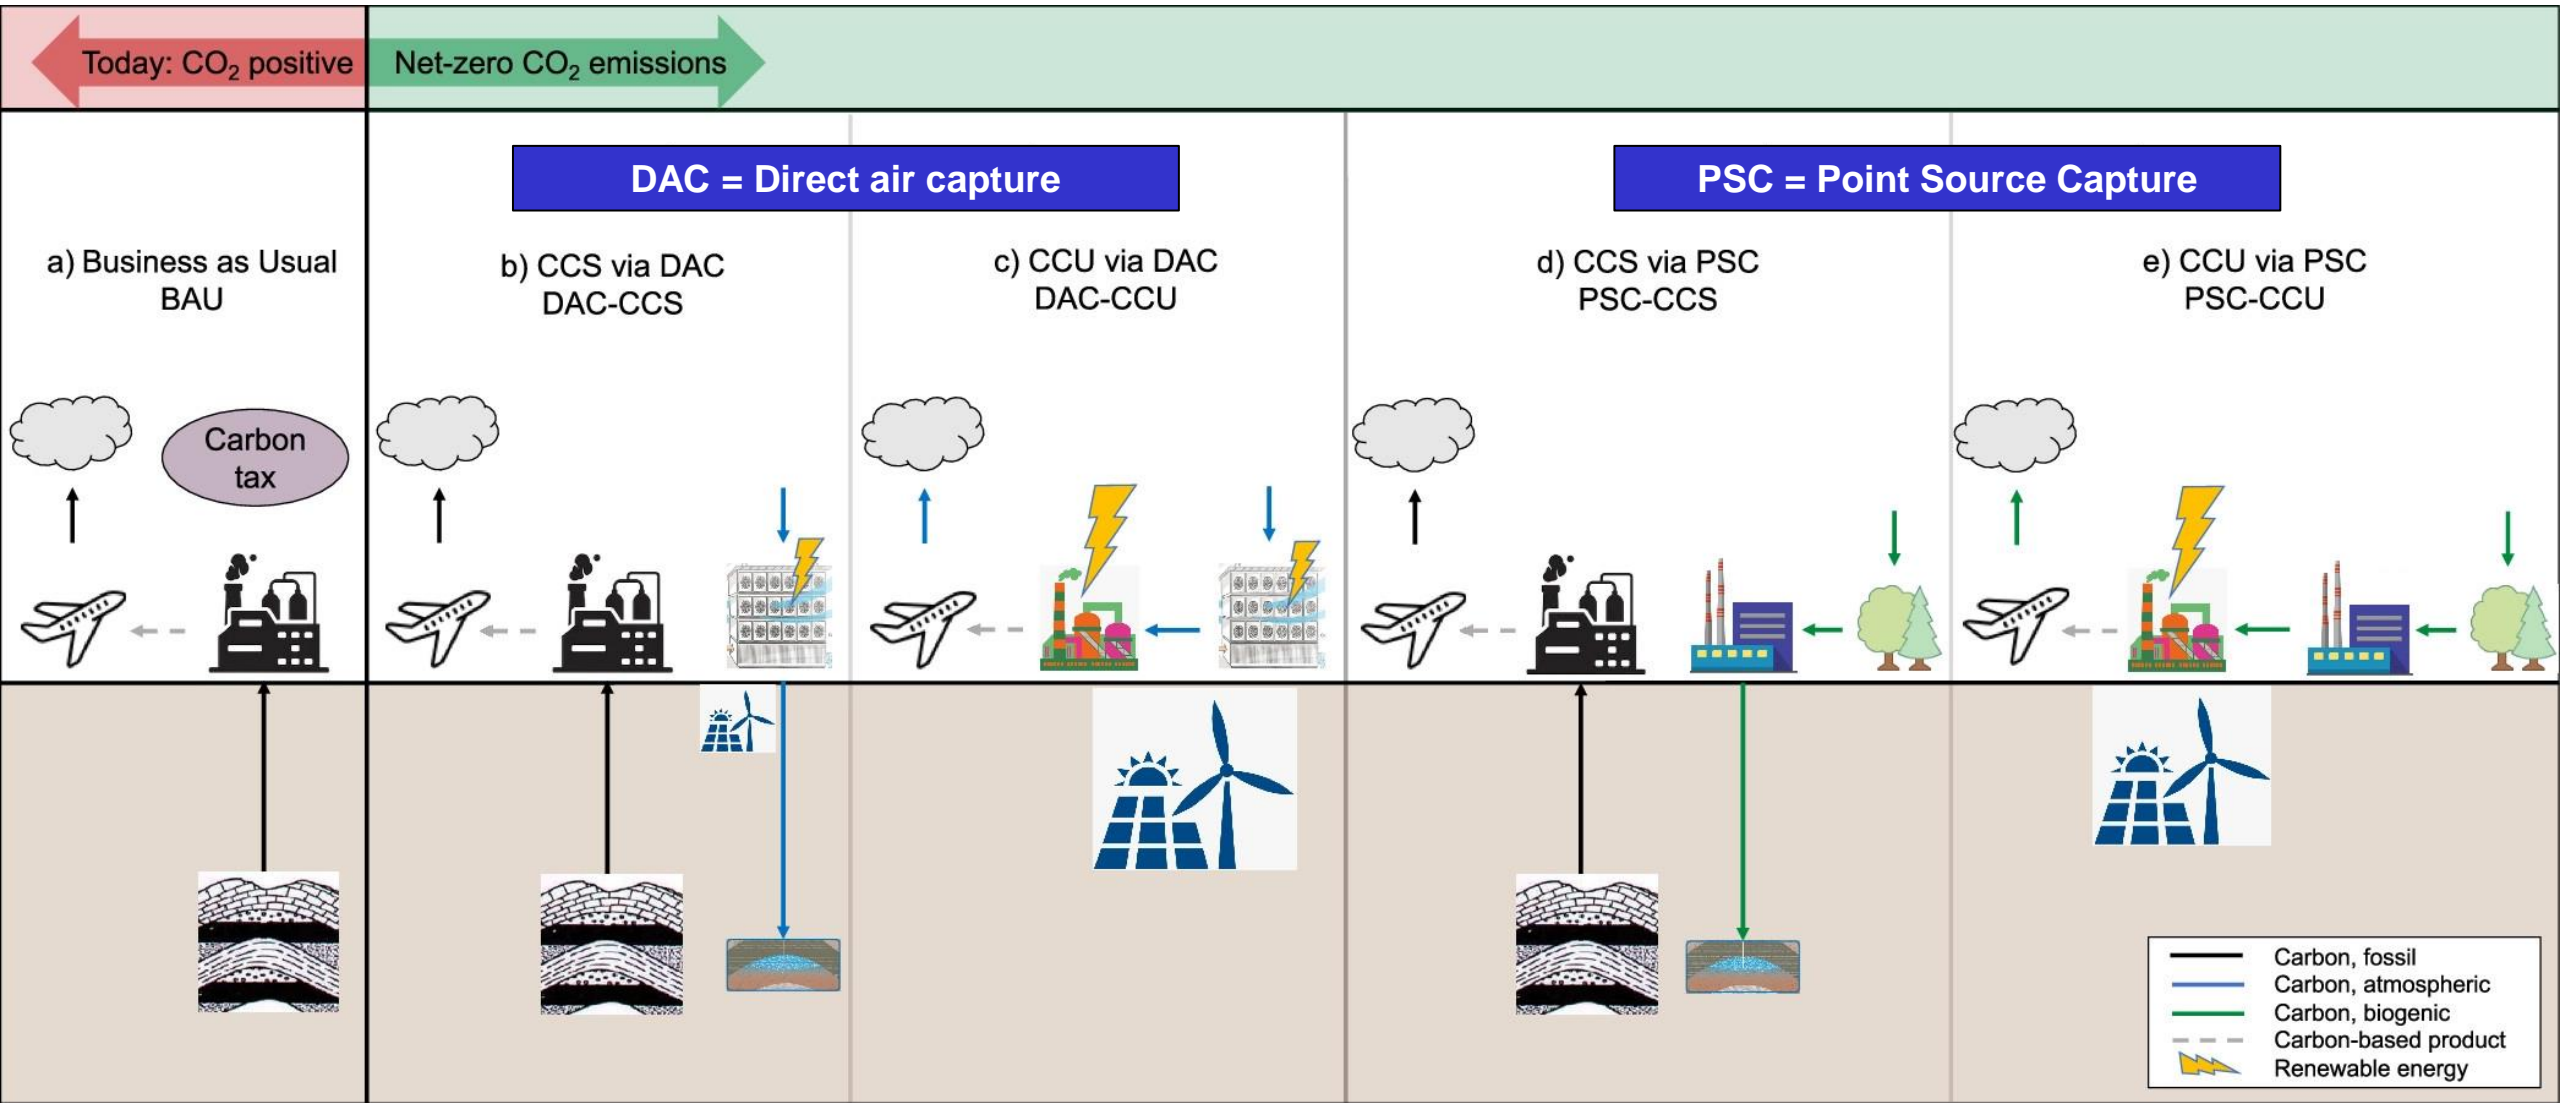 Today: CO₂ positive
Net-zero CO₂ emissions
DAC = Direct air capture
PSC = Point Source Capture
a) Business as Usual
BAU
b) CCS via DAC
DAC-CCS
c) CCU via DAC
DAC-CCU
d) CCS via PSC
PSC-CCS
e) CCU via PSC
PSC-CCU
Carbon
tax
Carbon, fossil
Carbon, atmospheric
Carbon, biogenic
Carbon-based product
Renewable energy